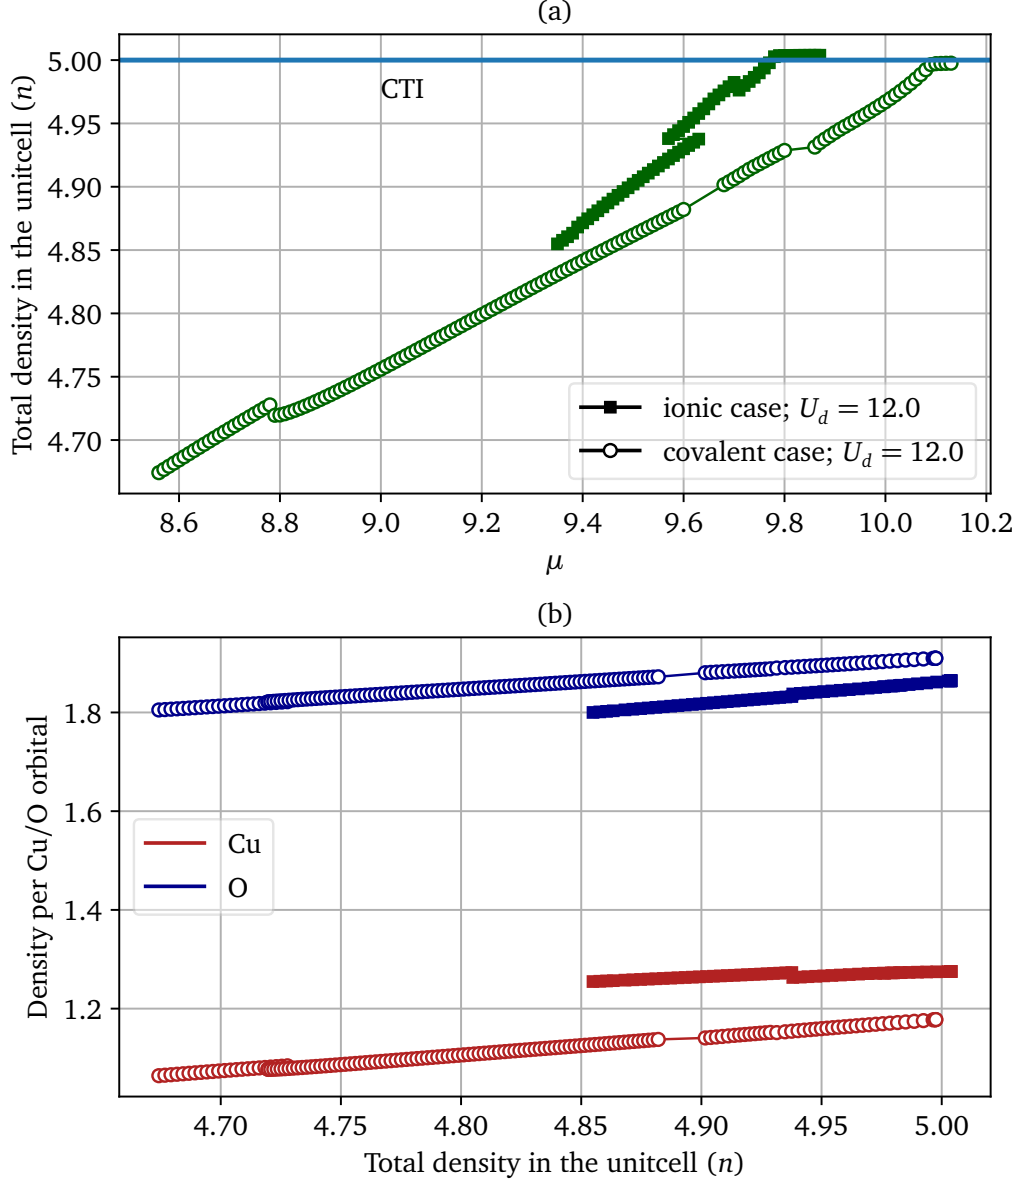 (a)
Total density in the unitcell (n)
5.00
4.95
4.90
4.85
4.80
4.75
4.70
CTI
ionic case; U_d = 12.0
covalent case; U_d = 12.0
8.6 8.8 9.0 9.2 9.4 9.6 9.8 10.0 10.2
μ
(b)
Density per Cu/O orbital
1.8
1.6
1.4
1.2
Cu
O
4.70 4.75 4.80 4.85 4.90 4.95 5.00
Total density in the unitcell (n)